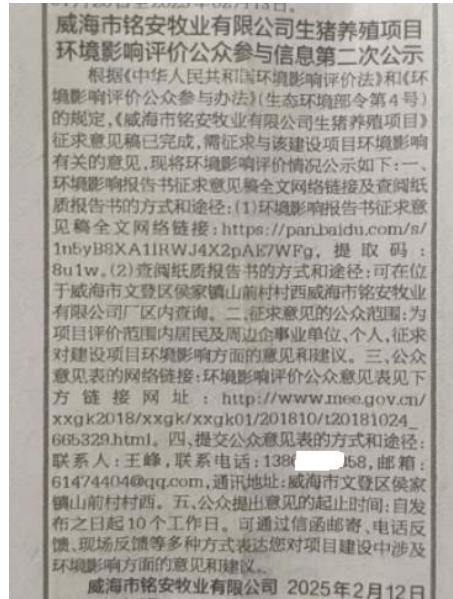 威海市铭安牧业有限公司生猪养殖项目
环境影响评价公众参与信息第二次公示
根据《中华人民共和国环境影响评价法》和《环
境影响评价公众参与办法》(生态环境部令第4号)
的规定,《威海市铭安牧业有限公司生猪养殖项目》
征求意见稿已完成,需征求与该建设项目环境影响
有关的意见,现将环境影响评价情况公示如下:一、
环境影响报告书征求意见稿全文网络链接及查阅纸
质报告书的方式和途径:(1)环境影响报告书征求意
见稿全文网络链接:https://pan.baidu.com/s/
1n5yB8XA1IRWJ4X2pAE7WFg,提取码:
8u1w。(2)查阅纸质报告书的方式和途径:可在位
于威海市文登区侯家镇山前村村西威海市铭安牧业
有限公司厂区内查询。二、征求意见的公众范围:为
项目评价范围内居民及周边企事业单位、个人,征求
对建设项目环境影响方面的意见和建议。三、公众
意见表的网络链接:环境影响评价公众意见表见下
方链接网址:http://www.mee.gov.cn/
xxgk2018/xxgk/xxgk01/201810/t20181024_
665329.html。四、提交公众意见表的方式和途径:
联系人:王峰,联系电话:138 058,邮箱:
61474404@qq.com,通讯地址:威海市文登区侯家
镇山前村村西。五、公众提出意见的起止时间:自发
布之日起10个工作日。可通过信函邮寄、电话反
馈、现场反馈等多种方式表达您对项目建设中涉及
环境影响方面的意见和建议。
威海市铭安牧业有限公司 2025年2月12日